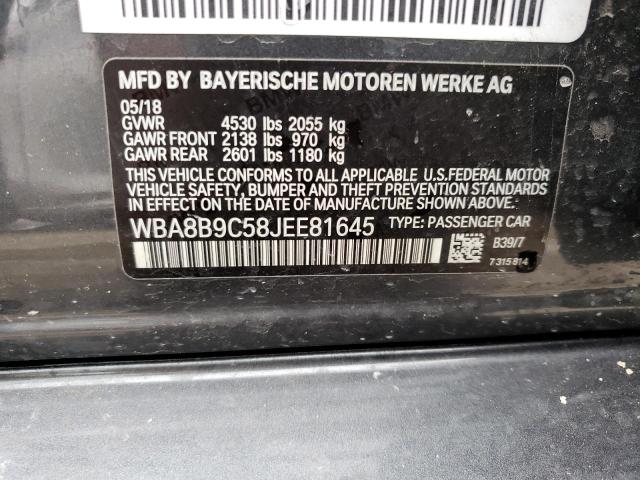 MFD BY BAYERISCHE MOTOREN WERKE AG
05/18
GVWR 4530 lbs 2055 kg
GAWR FRONT 2138 lbs 970 kg
GAWR REAR 2601 lbs 1180 kg
THIS VEHICLE CONFORMS TO ALL APPLICABLE U.S.FEDERAL MOTOR
VEHICLE SAFETY, BUMPER AND THEFT PREVENTION STANDARDS
IN EFFECT ON THE DATE OF MANUFACTURE SHOWN ABOVE.
WBA8B9C58JEE81645 TYPE: PASSENGER CAR
B39/7
7315814